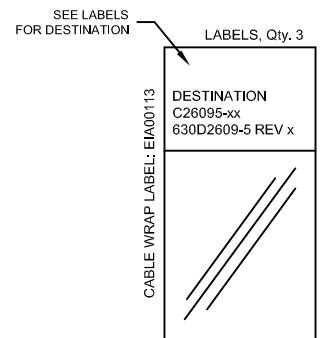 SEE LABELS
FOR DESTINATION
LABELS, Qty. 3
DESTINATION
C26095-xx
630D2609-5 REV x
CABLE WRAP LABEL: EIA00113